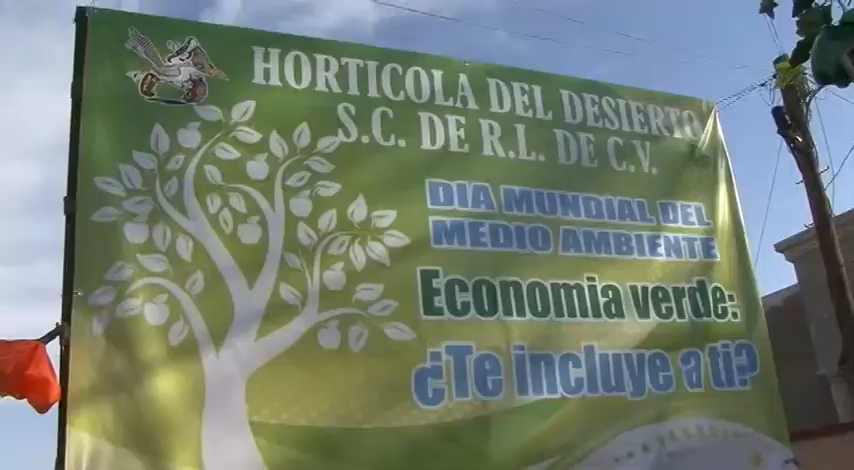 HORTICOLA DEL DESIERTO
S.C. DE R.L. DE C.V.
DIA MUNDIAL DEL
MEDIO AMBIENTE
Economia verde:
¿Te incluye a ti?